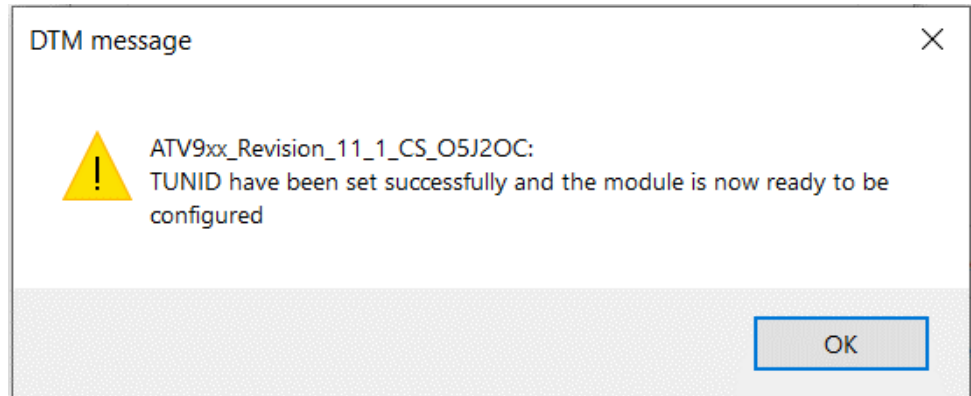 DTM message
ATV9xx_Revision_11_1_CS_O5J2OC:
TUNID have been set successfully and the module is now ready to be
configured
OK